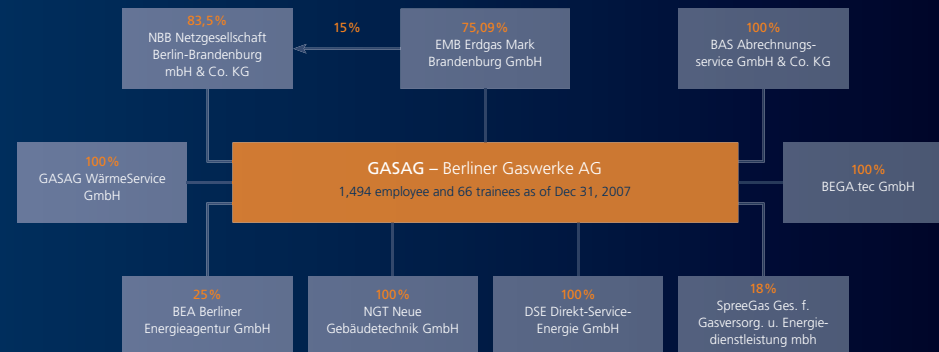 83,5%
NBB Netzgesellschaft
Berlin-Brandenburg
mbH & Co. KG
15%
75,09%
EMB Erdgas Mark
Brandenburg GmbH
100%
BAS Abrechnungs-
service GmbH & Co. KG
100%
GASAG WärmeService
GmbH
GASAG – Berliner Gaswerke AG
1,494 employee and 66 trainees as of Dec 31, 2007
100%
BEGA.tec GmbH
25%
BEA Berliner
Energieagentur GmbH
100%
NGT Neue
Gebäudetechnik GmbH
100%
DSE Direkt-Service-
Energie GmbH
18%
SpreeGas Ges. f.
Gasversorg. u. Energie-
dienstleistung mbh